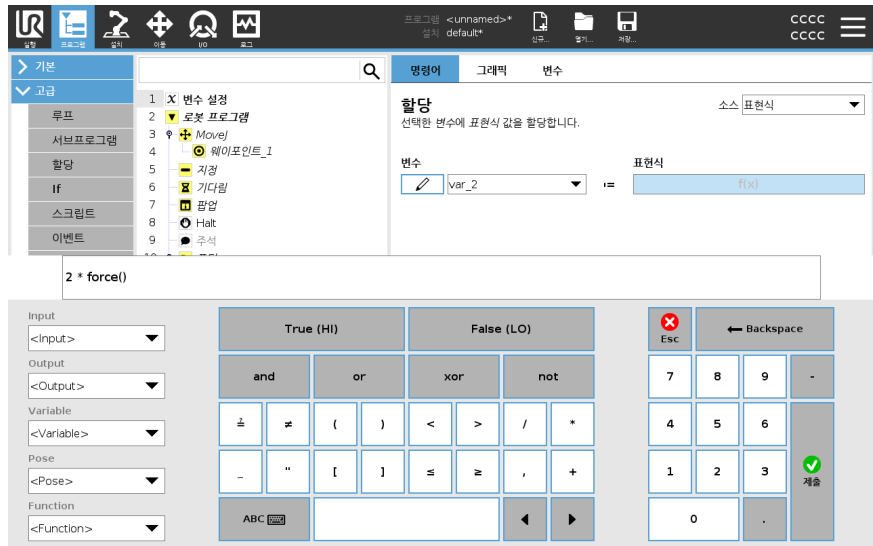 UR
실행
프로그램
설치
이동
I/O
로그
프로그램 <unnamed>*
설치 default*
신규...
열기...
저장...
CCCC
CCCC
기본
고급
루프
서브프로그램
할당
If
스크립트
이벤트
1 X 변수 설정
2 로봇 프로그램
3 MoveJ
4 웨이포인트_1
5 지정
6 기다림
7 팝업
8 Halt
9 주석
10
명령어 그래픽 변수
할당
소스 표현식
선택한 변수에 표현식 값을 할당합니다.
변수 표현식
var_2 := f(x)
2 * force()
Input
<Input>
Output
<Output>
Variable
<Variable>
Pose
<Pose>
Function
<Function>
True (HI) False (LO)
and or xor not
≟ ≠ ( ) < > / *
_ " [ ] ≤ ≥ , +
ABC
Esc
Backspace
7 8 9 -
4 5 6
1 2 3
제출
0 .